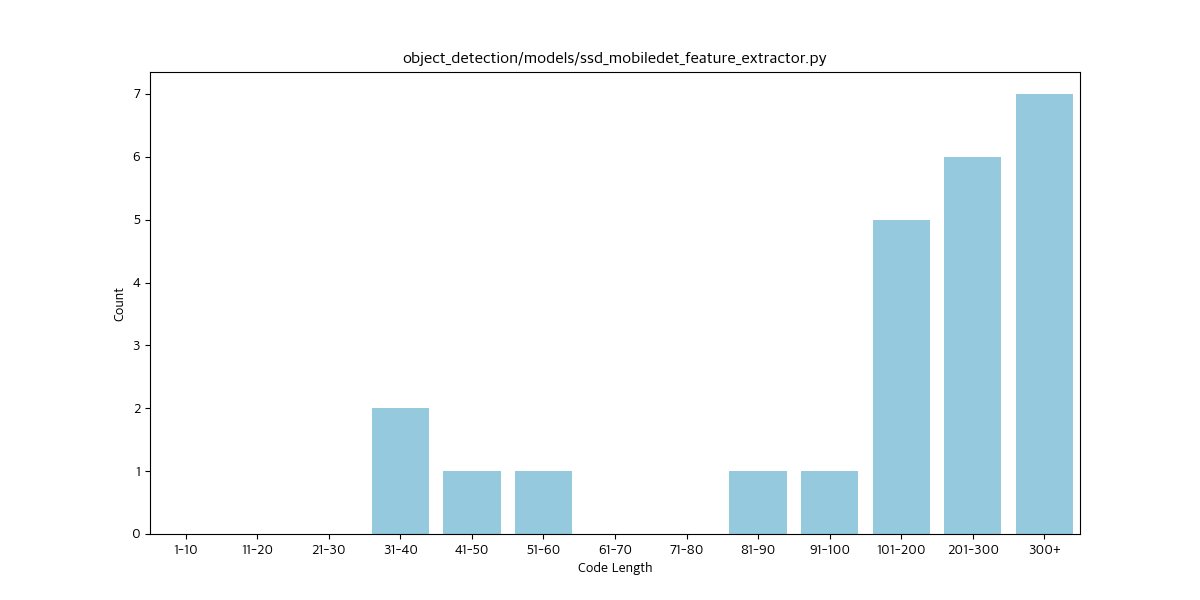 object_detection/models/ssd_mobiledet_feature_extractor.py
7
6
5
4
3
2
1
0
Count
1-10 11-20 21-30 31-40 41-50 51-60 61-70 71-80 81-90 91-100 101-200 201-300 300+
Code Length